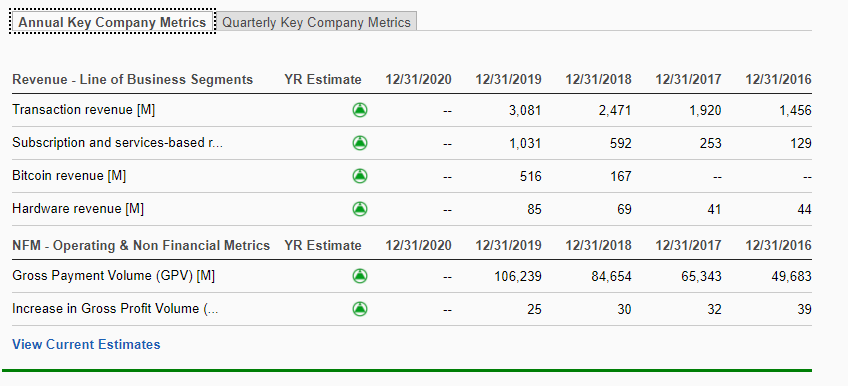 Annual Key Company Metrics Quarterly Key Company Metrics
Revenue - Line of Business Segments YR Estimate 12/31/2020 12/31/2019 12/31/2018 12/31/2017 12/31/2016
Transaction revenue [M] -- 3,081 2,471 1,920 1,456
Subscription and services-based r... -- 1,031 592 253 129
Bitcoin revenue [M] -- 516 167 -- --
Hardware revenue [M] -- 85 69 41 44
NFM - Operating & Non Financial Metrics YR Estimate 12/31/2020 12/31/2019 12/31/2018 12/31/2017 12/31/2016
Gross Payment Volume (GPV) [M] -- 106,239 84,654 65,343 49,683
Increase in Gross Profit Volume (... -- 25 30 32 39
View Current Estimates